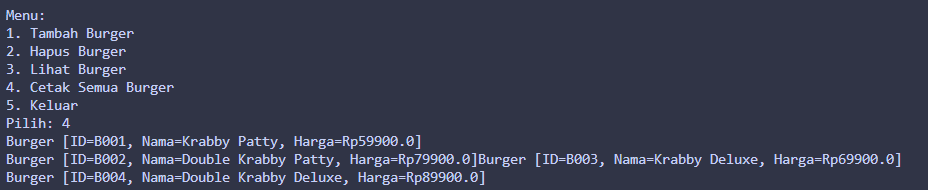 Menu:
1. Tambah Burger
2. Hapus Burger
3. Lihat Burger
4. Cetak Semua Burger
5. Keluar
Pilih: 4
Burger [ID=B001, Nama=Krabby Patty, Harga=Rp59900.0]
Burger [ID=B002, Nama=Double Krabby Patty, Harga=Rp79900.0]Burger [ID=B003, Nama=Krabby Deluxe, Harga=Rp69900.0]
Burger [ID=B004, Nama=Double Krabby Deluxe, Harga=Rp89900.0]